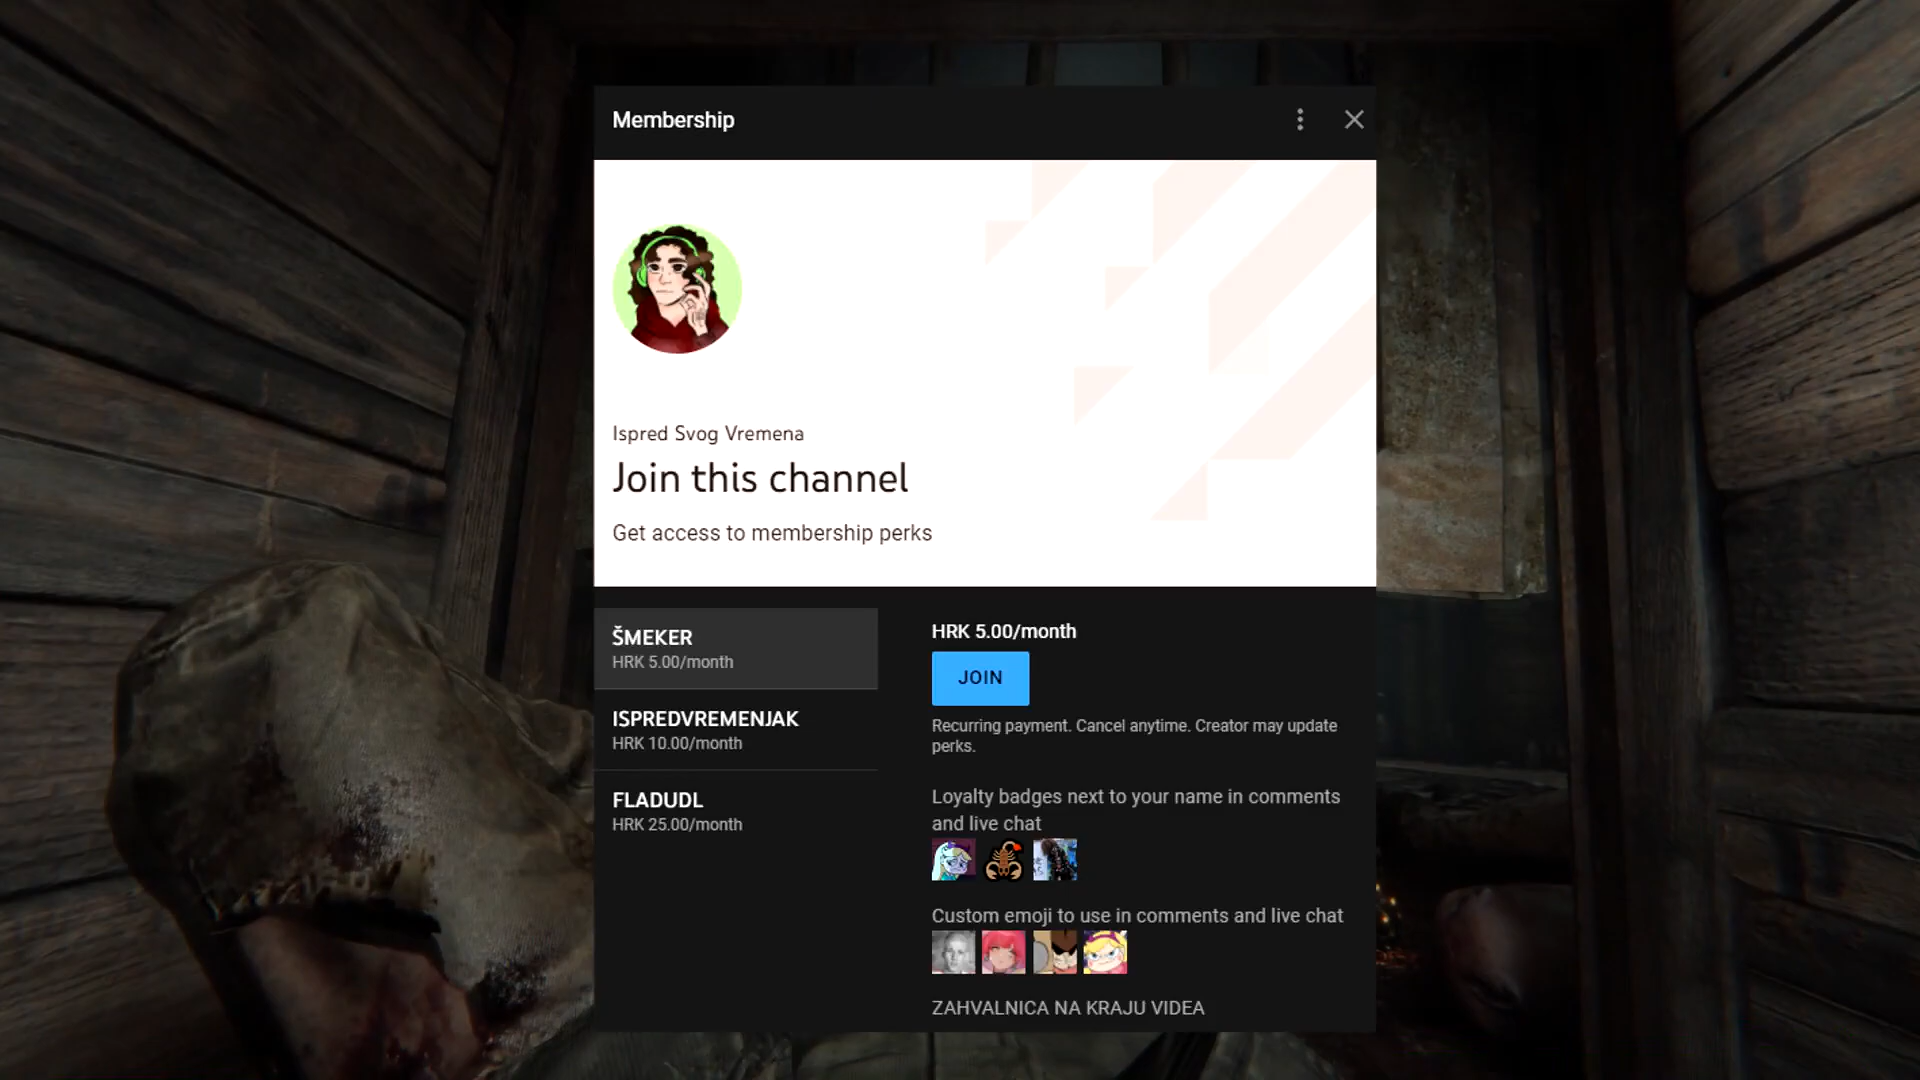 Membership
Ispred Svog Vremena
Join this channel
Get access to membership perks
ŠMEKER
HRK 5.00/month
ISPREDVREMENJAK
HRK 10.00/month
FLADUDL
HRK 25.00/month
HRK 5.00/month
JOIN
Recurring payment. Cancel anytime. Creator may update
perks.
Loyalty badges next to your name in comments
and live chat
Custom emoji to use in comments and live chat
ZAHVALNICA NA KRAJU VIDEA